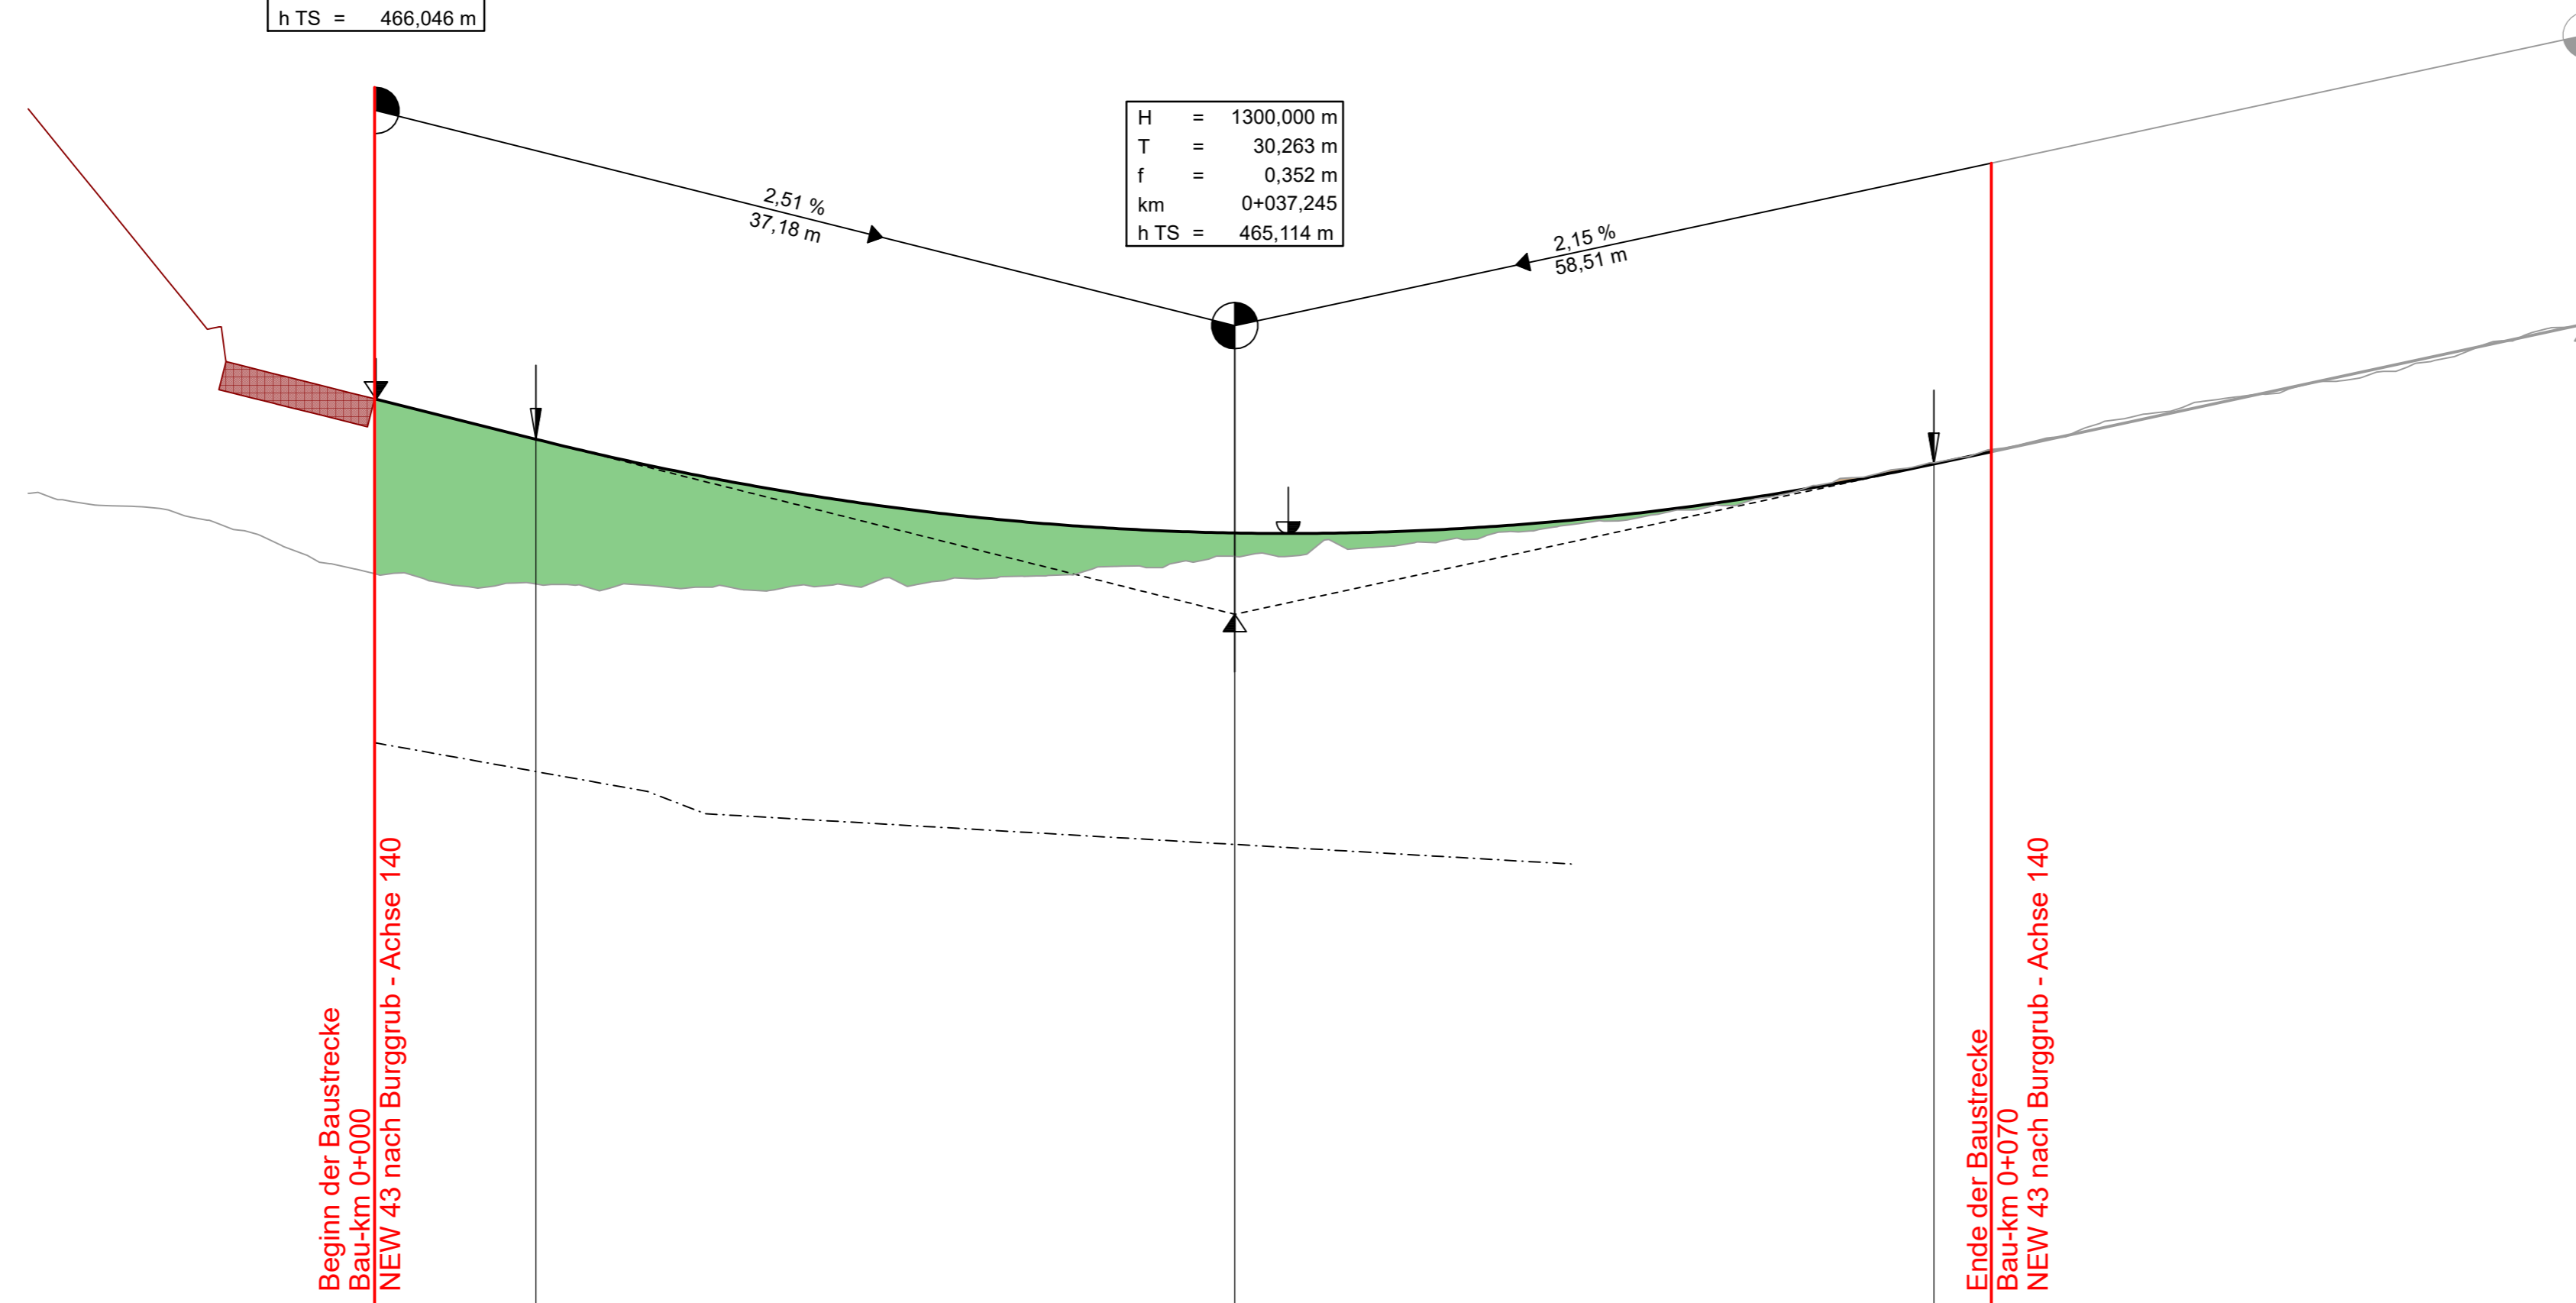 h TS = 466,046 m
H = 1300,000 m
T = 30,263 m
f = 0,352 m
km 0+037,245
h TS = 465,114 m
2,51 %
37,18 m
2,15 %
58,51 m
Beginn der Baustrecke
Bau-km 0+000
NEW 43 nach Burggrub - Achse 140
Ende der Baustrecke
Bau-km 0+070
NEW 43 nach Burggrub - Achse 140